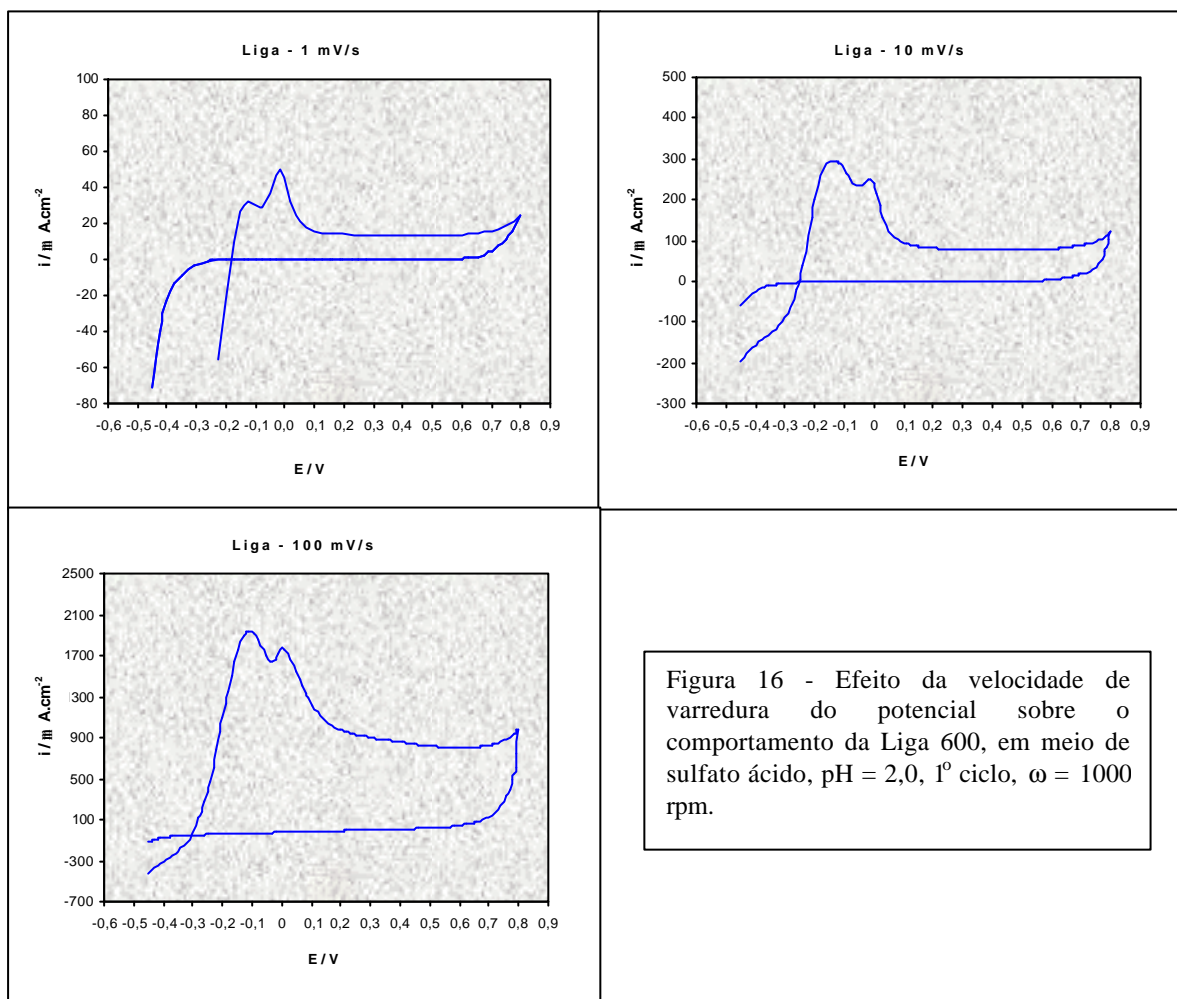 Liga - 1 mV/s
100
80
60
40
20
0
-20
-40
-60
-80
i / m A.cm-2
-0,6 -0,5 -0,4 -0,3 -0,2 -0,1 0,0 0,1 0,2 0,3 0,4 0,5 0,6 0,7 0,8 0,9
E / V
Liga - 10 mV/s
500
400
300
200
100
0
-100
-200
-300
i / m A.cm-2
-0,6 -0,5 -0,4 -0,3 -0,2 -0,1 0 0,1 0,2 0,3 0,4 0,5 0,6 0,7 0,8 0,9
E / V
Liga - 100 mV/s
2500
2100
1700
300
900
500
100
-300
-700
i / m A.cm-2
-0,6 -0,5 -0,4 -0,3 -0,2 -0,1 0 0,1 0,2 0,3 0,4 0,5 0,6 0,7 0,8 0,9
E / V
Figura 16 - Efeito da velocidade de
varredura do potencial sobre o
comportamento da Liga 600, em meio de
sulfato ácido, pH = 2,0, 1º ciclo, ω = 1000
rpm.